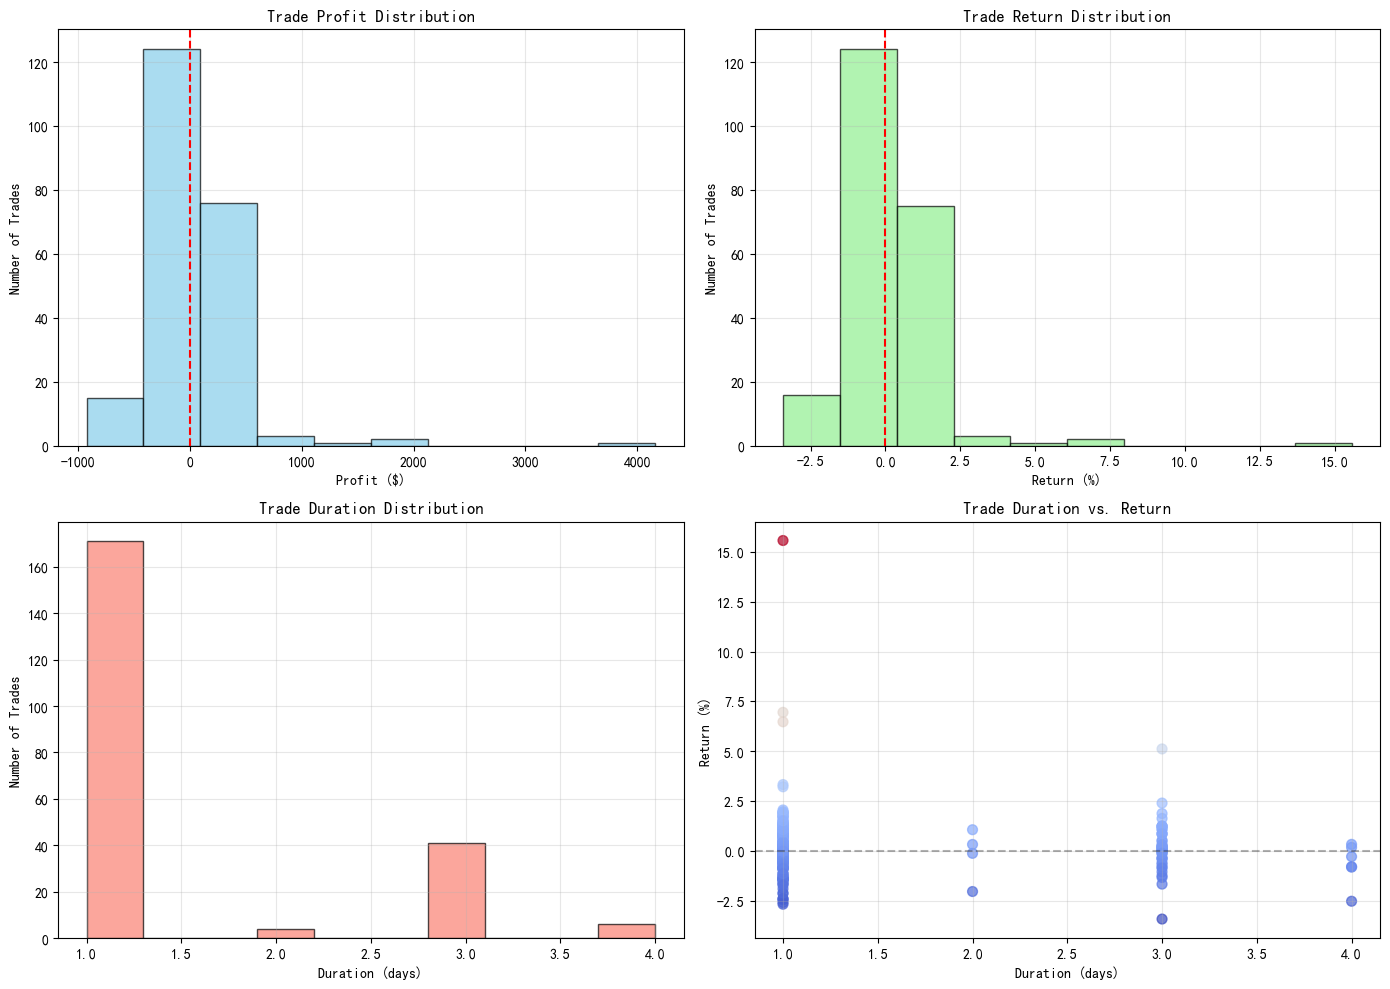 Trade Profit Distribution
Number of Trades
120
100
80
60
40
20
0
−1000 0 1000 2000 3000 4000
Profit ($)
Trade Return Distribution
Number of Trades
120
100
80
60
40
20
0
−2.5 0.0 2.5 5.0 7.5 10.0 12.5 15.0
Return (%)
Trade Duration Distribution
Number of Trades
160
140
120
100
80
60
40
20
0
1.0 1.5 2.0 2.5 3.0 3.5 4.0
Duration (days)
Trade Duration vs. Return
Return (%)
15.0
12.5
10.0
7.5
5.0
2.5
0.0
−2.5
1.0 1.5 2.0 2.5 3.0 3.5 4.0
Duration (days)